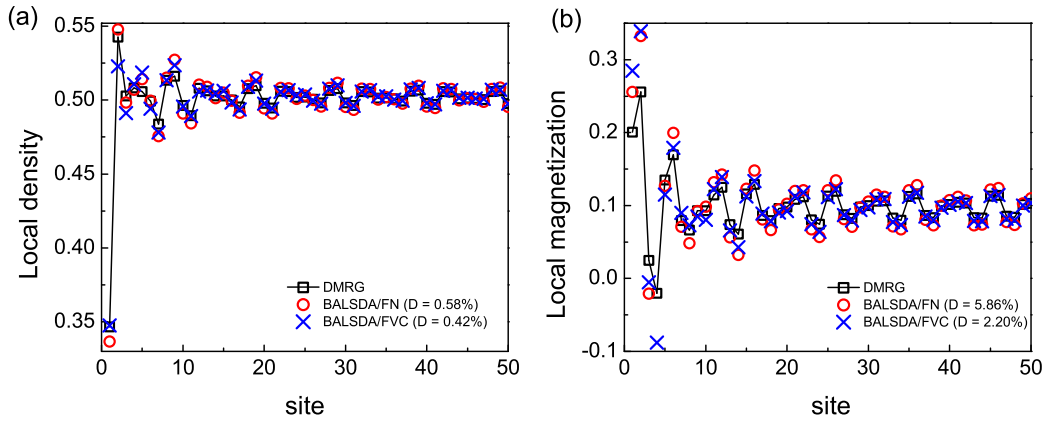 (a)
0.55
0.50
0.45
0.40
0.35
Local density
DMRG
BALSDA/FN (D = 0.58%)
BALSDA/FVC (D = 0.42%)
0 10 20 30 40 50
site
(b)
0.3
0.2
0.1
0.0
-0.1
Local magnetization
DMRG
BALSDA/FN (D = 5.86%)
BALSDA/FVC (D = 2.20%)
0 10 20 30 40 50
site